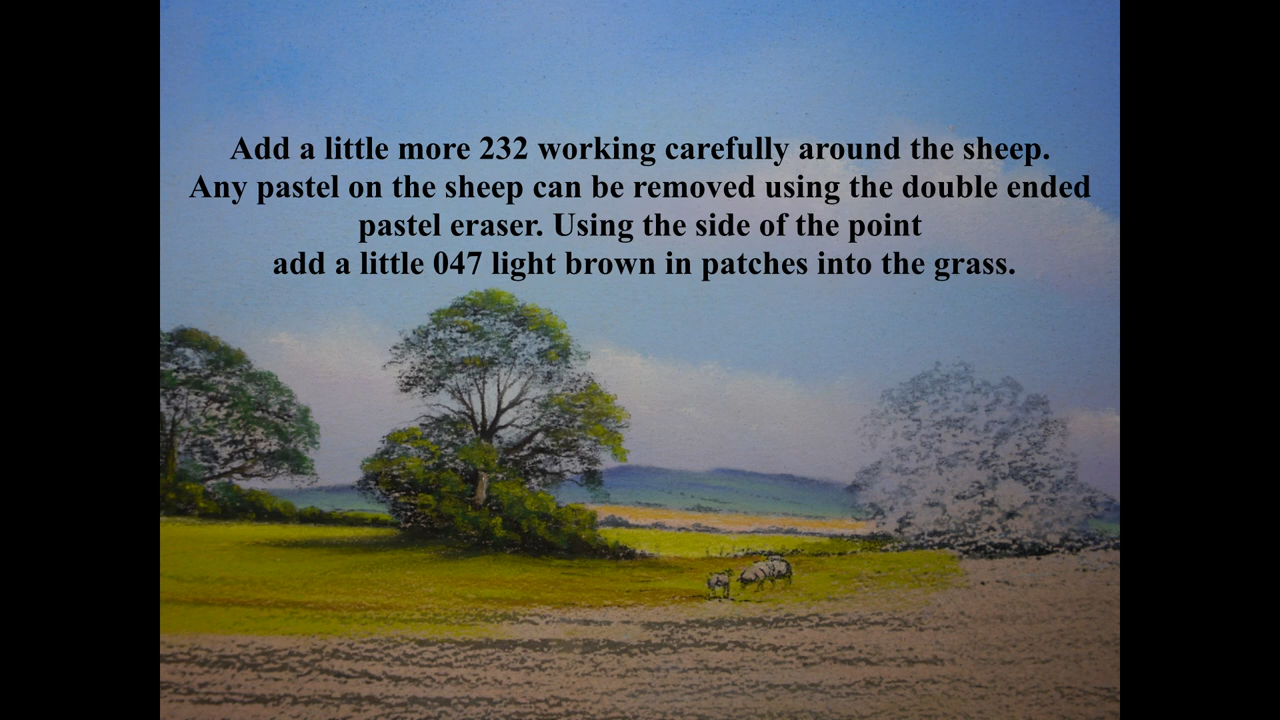 Add a little more 232 working carefully around the sheep.
Any pastel on the sheep can be removed using the double ended
pastel eraser. Using the side of the point
add a little 047 light brown in patches into the grass.